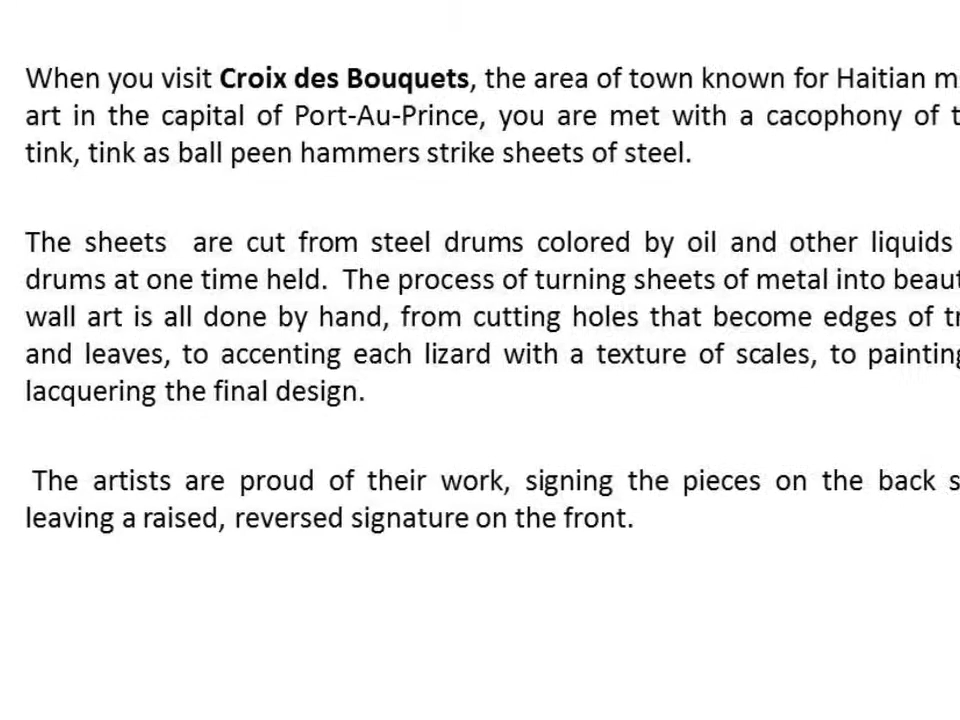 When you visit Croix des Bouquets, the area of town known for Haitian
art in the capital of Port-Au-Prince, you are met with a cacophony of
tink, tink as ball peen hammers strike sheets of steel.
The sheets are cut from steel drums colored by oil and other liquids
drums at one time held. The process of turning sheets of metal into
wall art is all done by hand, from cutting holes that become edges of
and leaves, to accenting each lizard with a texture of scales, to
lacquering the final design.
The artists are proud of their work, signing the pieces on the back
leaving a raised, reversed signature on the front.